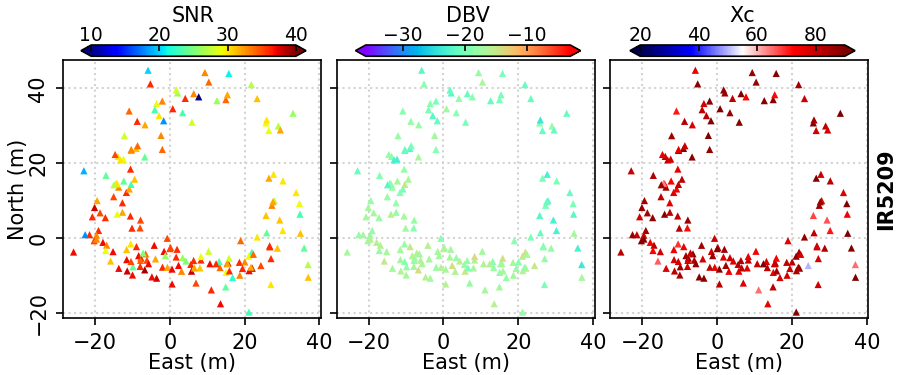 SNR DBV Xc
10 20 30 40 −30 −20 −10 20 40 60 80
40
20
0
−20
North (m)
IR5209
−20 0 20 40 −20 0 20 40 −20 0 20 40
East (m) East (m) East (m)